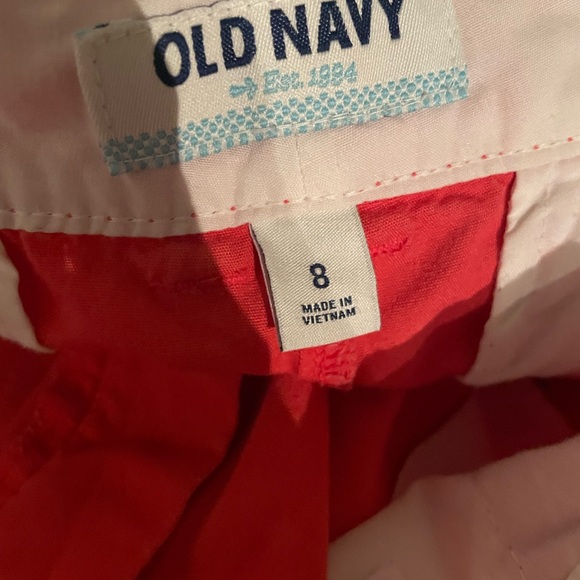 OLD NAVY
Est. 1994
8
MADE IN
VIETNAM